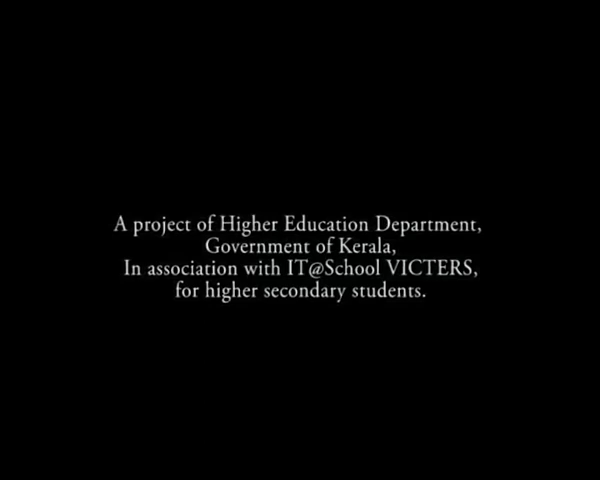 A project of Higher Education Department,
Government of Kerala,
In association with IT@School VICTERS,
for higher secondary students.